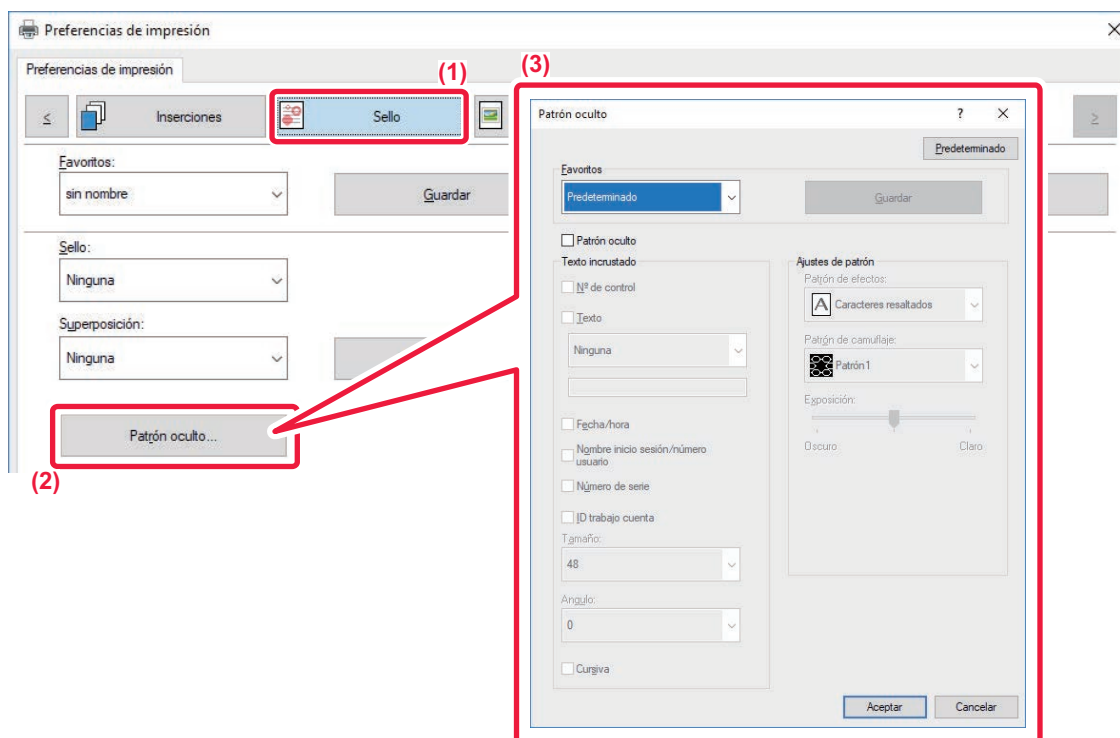 Preferencias de impresión
Preferencias de impresión
(1)
(3)
<
Inserciones
Sello
>
Favoritos:
sin nombre
Guardar
Sello:
Ninguna
Superposición:
Ninguna
Patrón oculto...
(2)
Patrón oculto
?
Predeterminado
Favoritos
Predeterminado
Guardar
Patrón oculto
Texto incrustado
Nº de control
Texto
Ninguna
Fecha/hora
Nombre inicio sesión/número
usuario
Número de serie
ID trabajo cuenta
Tamaño:
48
Angulo:
0
Cursiva
Ajustes de patrón
Patrón de efectos:
A Caracteres resaltados
Patrón de camuflaje:
Patrón1
Exposición:
Oscuro Claro
Aceptar Cancelar